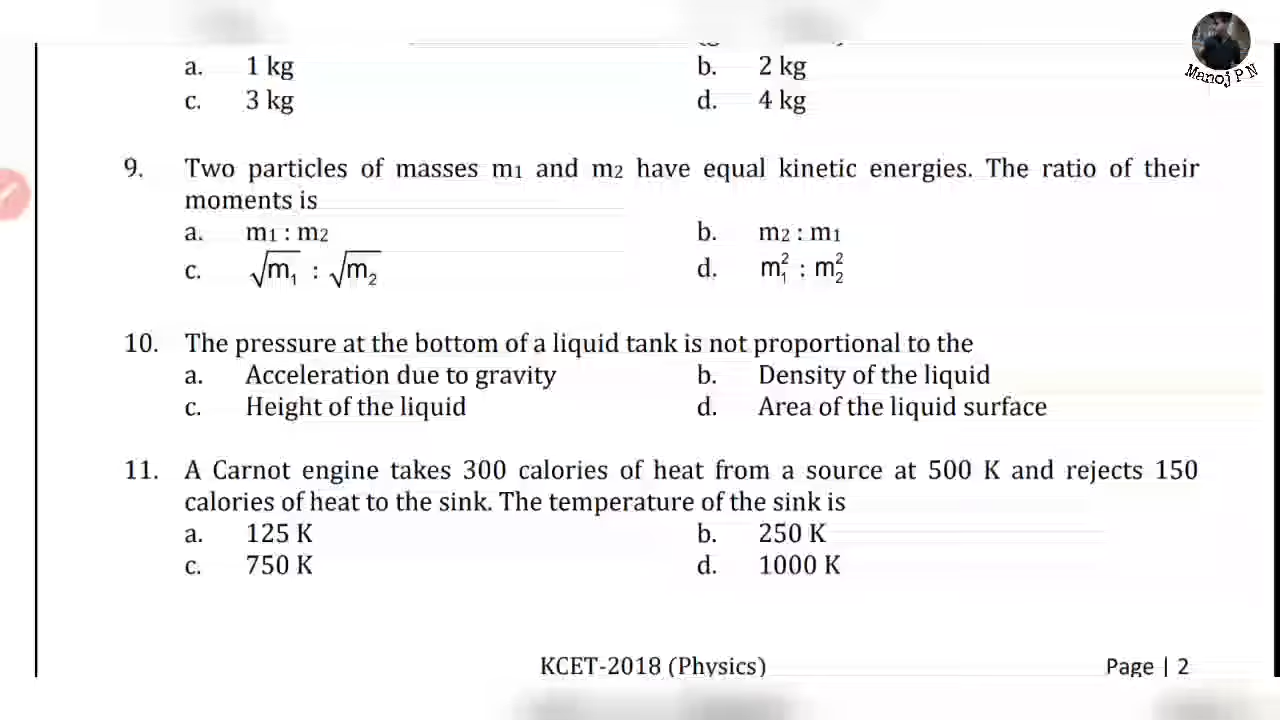 Manoj P N
a. 1 kg b. 2 kg
c. 3 kg d. 4 kg
9. Two particles of masses m1 and m2 have equal kinetic energies. The ratio of their
moments is
a. m1 : m2 b. m2 : m1
c. √m₁ : √m₂ d. m₁² : m₂²
10. The pressure at the bottom of a liquid tank is not proportional to the
a. Acceleration due to gravity b. Density of the liquid
c. Height of the liquid d. Area of the liquid surface
11. A Carnot engine takes 300 calories of heat from a source at 500 K and rejects 150
calories of heat to the sink. The temperature of the sink is
a. 125 K b. 250 K
c. 750 K d. 1000 K
KCET-2018 (Physics) Page | 2